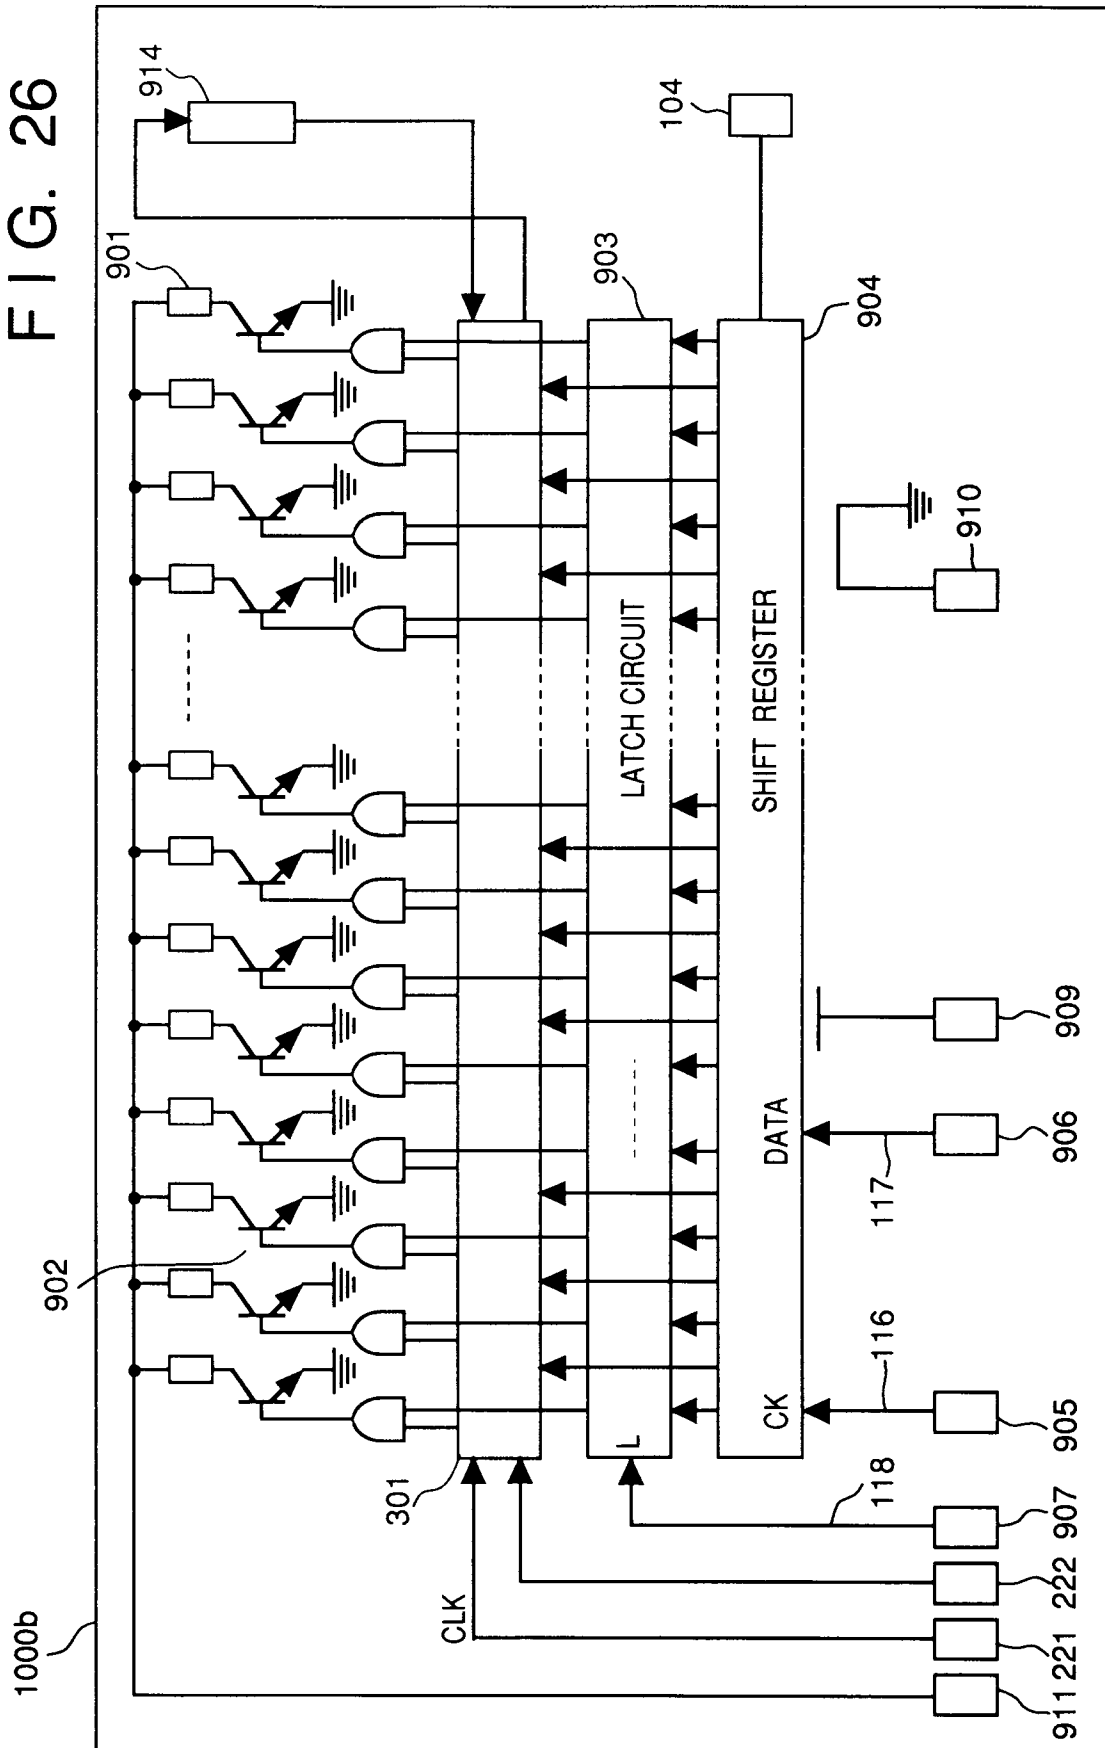 FIG. 26
1000b
914
901
902
104
301
903
904
LATCH CIRCUIT
SHIFT REGISTER
L
CK
DATA
CLK
118
116
117
911
221
222
907
905
906
909
910